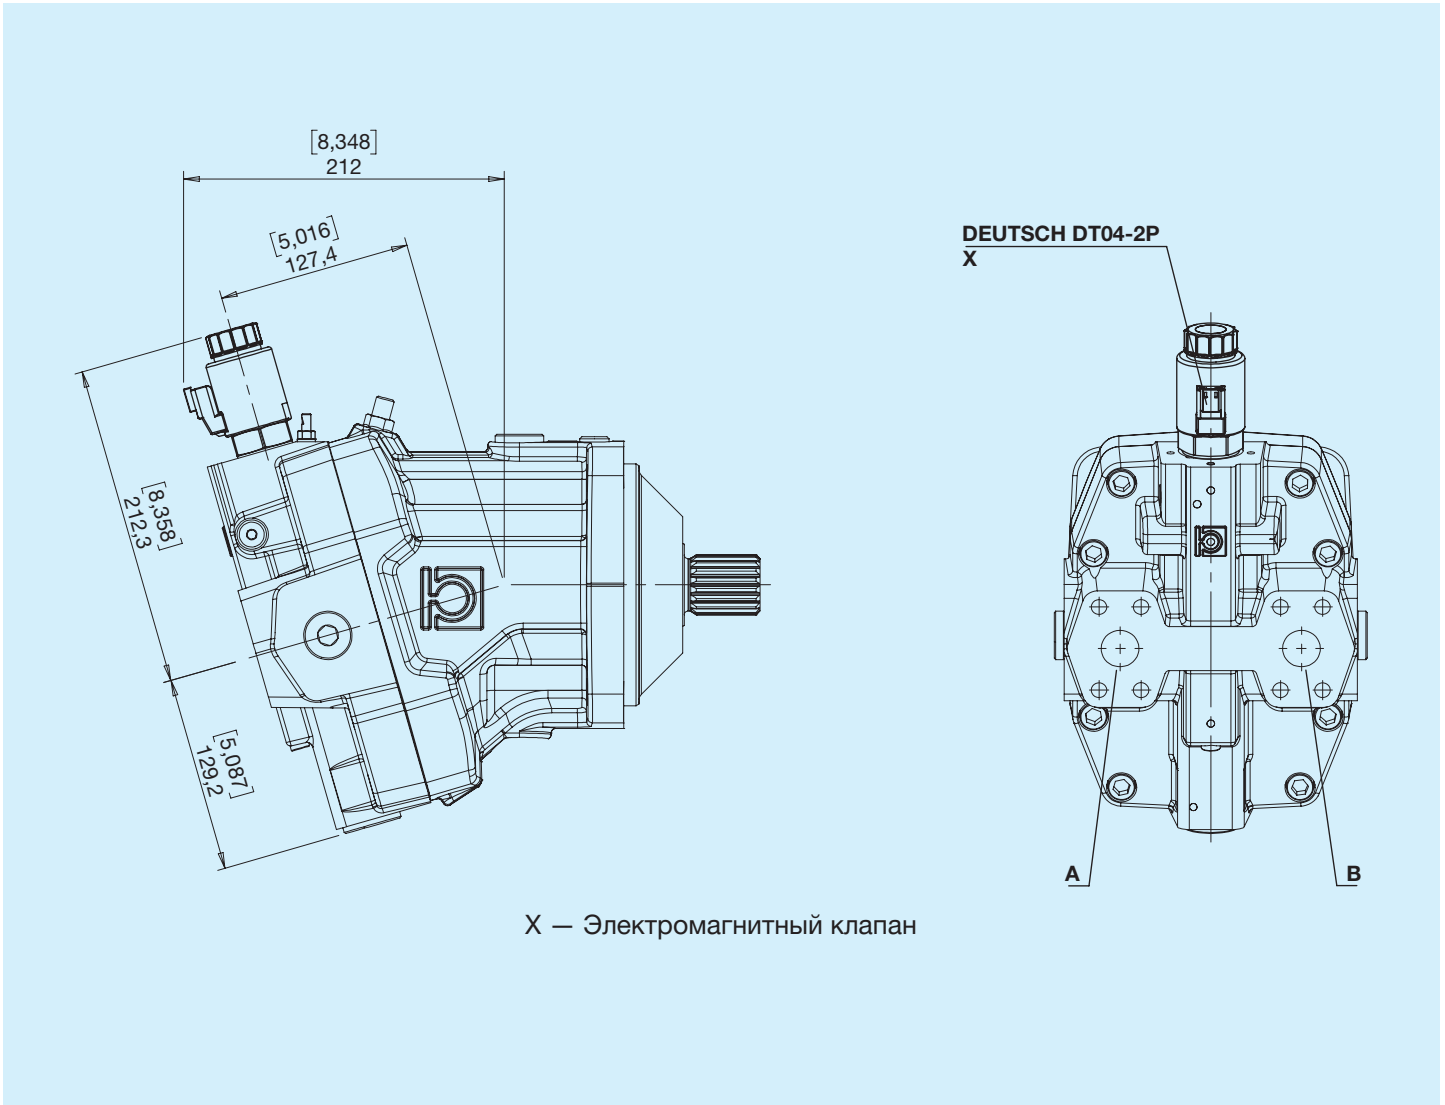 [8,348]
212
[5,016]
127,4
DEUTSCH DT04-2P
X
[8,358]
212,3
[5,087]
129,2
A
B
X — Электромагнитный клапан